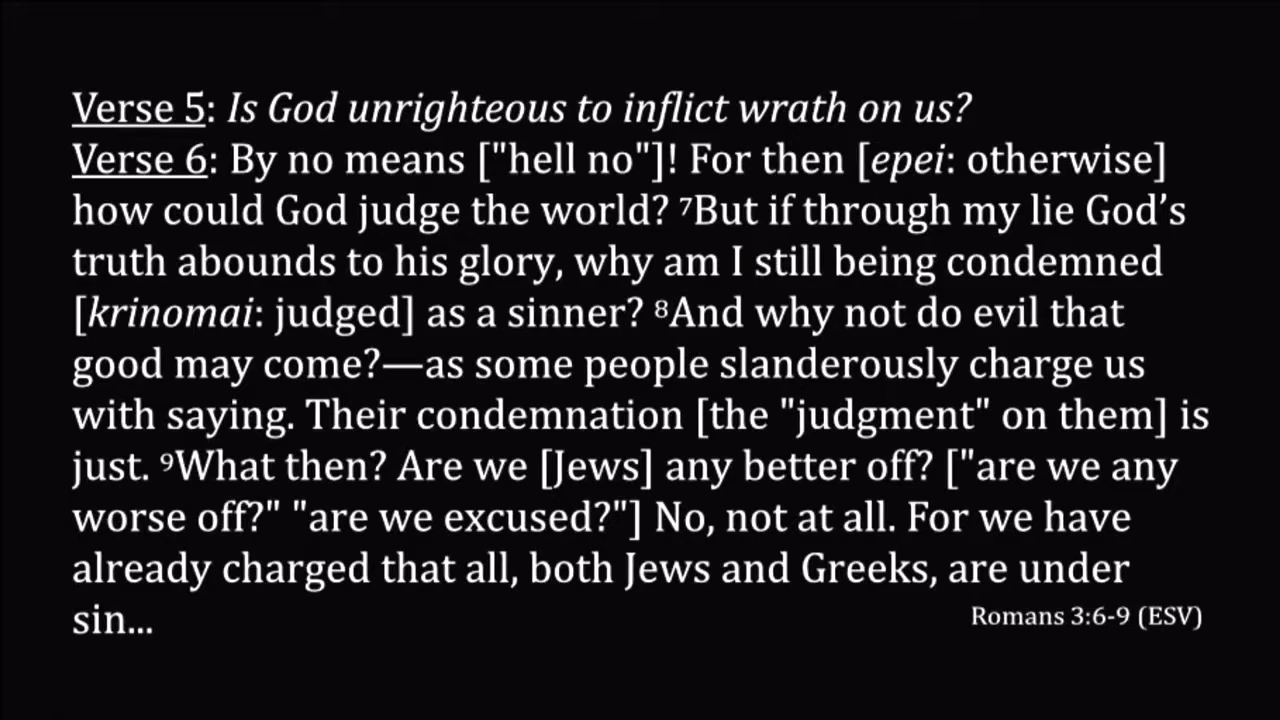 Verse 5: Is God unrighteous to inflict wrath on us?
Verse 6: By no means ["hell no"]! For then [epei: otherwise]
how could God judge the world? ⁷But if through my lie God’s
truth abounds to his glory, why am I still being condemned
[krinomai: judged] as a sinner? ⁸And why not do evil that
good may come?—as some people slanderously charge us
with saying. Their condemnation [the "judgment" on them] is
just. ⁹What then? Are we [Jews] any better off? ["are we any
worse off?" "are we excused?"] No, not at all. For we have
already charged that all, both Jews and Greeks, are under
sin...
Romans 3:6-9 (ESV)